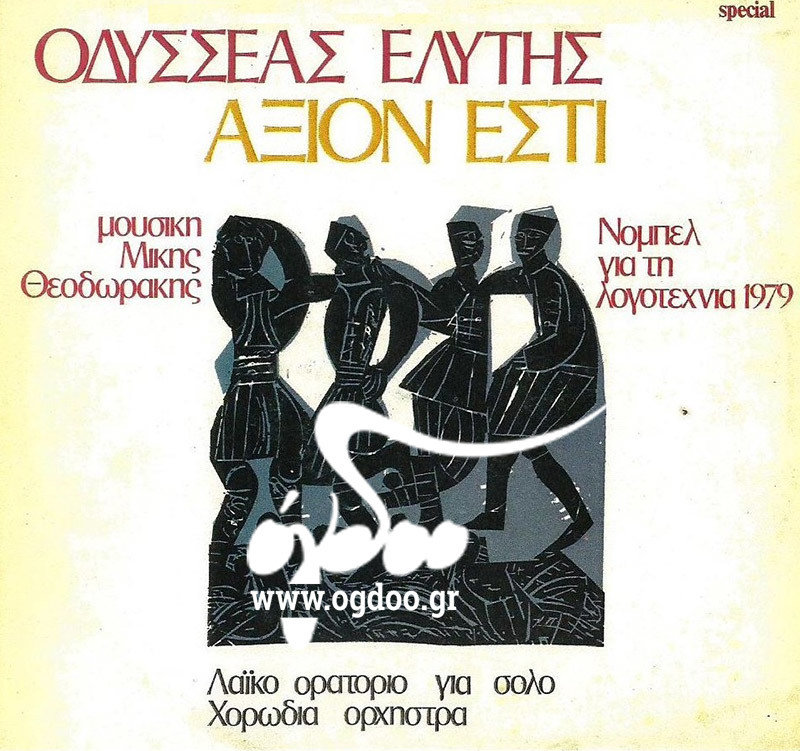 special
ΟΔΥΣΣΕΑΣ ΕΛΥΤΗΣ
ΑΞΙΟΝ ΕΣΤΙ
μουσικη
Μικης
Θεοδωρακης
Νομπελ
για τη
λογοτεχνια 1979
όγδοο
www.ogdoo.gr
Λαϊκο ορατοριο για σολο
Χορωδια ορχηστρα